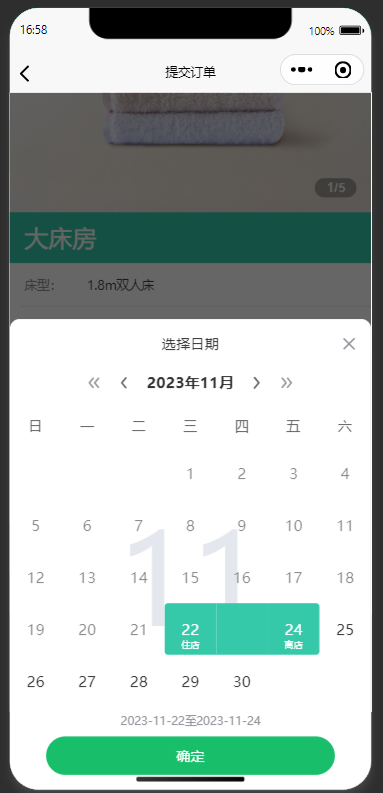 16:58
100%
提交订单
1/5
大床房
床型: 1.8m双人床
选择日期
2023年11月
日 一 二 三 四 五 六
11
1 2 3 4
5 6 7 8 9 10 11
12 13 14 15 16 17 18
19 20 21 22 24 25
住店 离店
26 27 28 29 30
2023-11-22至2023-11-24
确定